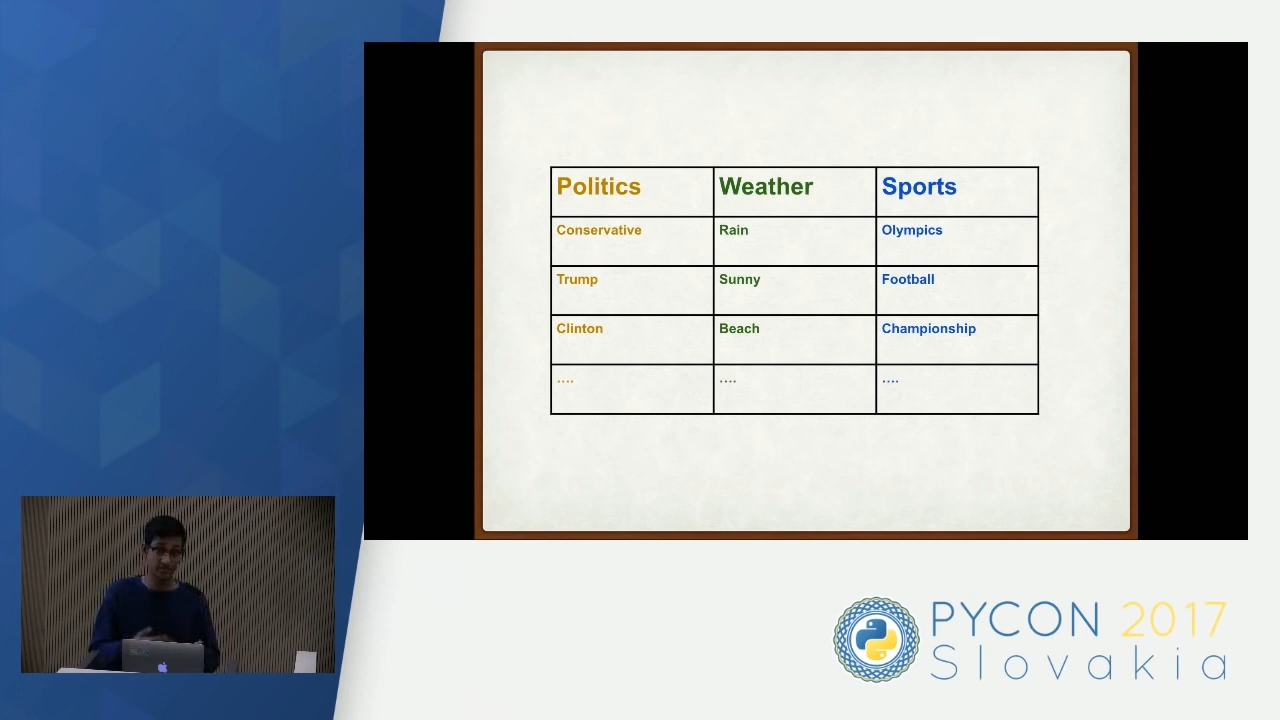 Politics Weather Sports
Conservative Rain Olympics
Trump Sunny Football
Clinton Beach Championship
.... .... ....
PYCON 2017
Slovakia